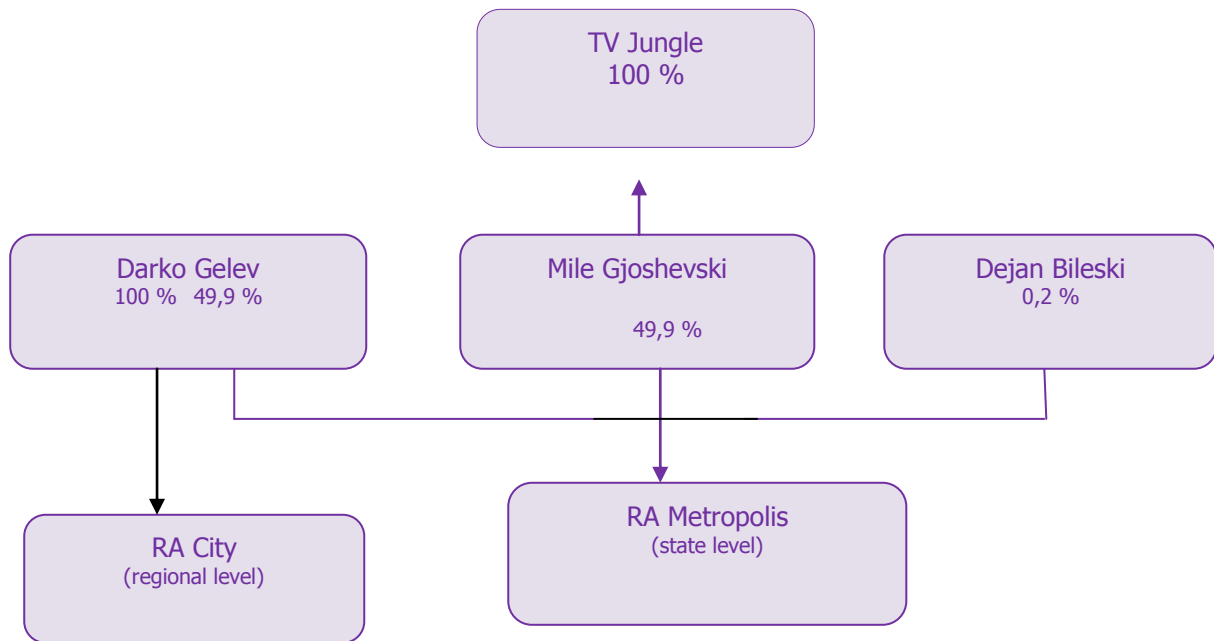 TV Jungle
100 %
Darko Gelev
100 % 49,9 %
Mile Gjoshevski
49,9 %
Dejan Bileski
0,2 %
RA City
(regional level)
RA Metropolis
(state level)